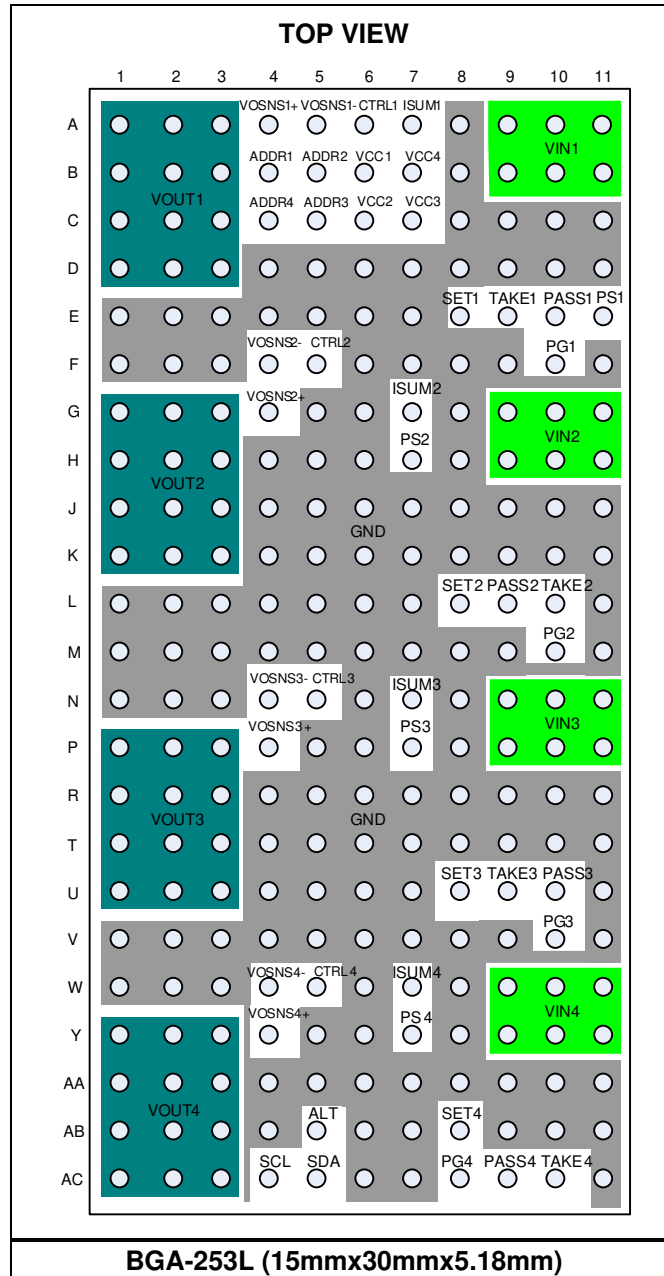 TOP VIEW
1 2 3 4 5 6 7 8 9 10 11
VOSNS1+ VOSNS1- CTRL1 ISUM1
A
VIN1
ADDR1 ADDR2 VCC1 VCC4
B
VOUT1
ADDR4 ADDR3 VCC2 VCC3
C
D
SET1 TAKE1 PASS1 PS1
E
VOSNS2- CTRL2 PG1
F
VOSNS2+ ISUM2
G
VIN2
PS2
H
VOUT2
J
GND
K
SET2 PASS2 TAKE2
L
PG2
M
VOSNS3- CTRL3 ISUM3
N
VIN3
VOSNS3+ PS3
P
R
VOUT3 GND
T
SET3 TAKE3 PASS3
U
PG3
V
VOSNS4- CTRL4 ISUM4
W
VIN4
VOSNS4+ PS4
Y
AA
VOUT4
ALT SET4
AB
SCL SDA PG4 PASS4 TAKE4
AC
BGA-253L (15mmx30mmx5.18mm)